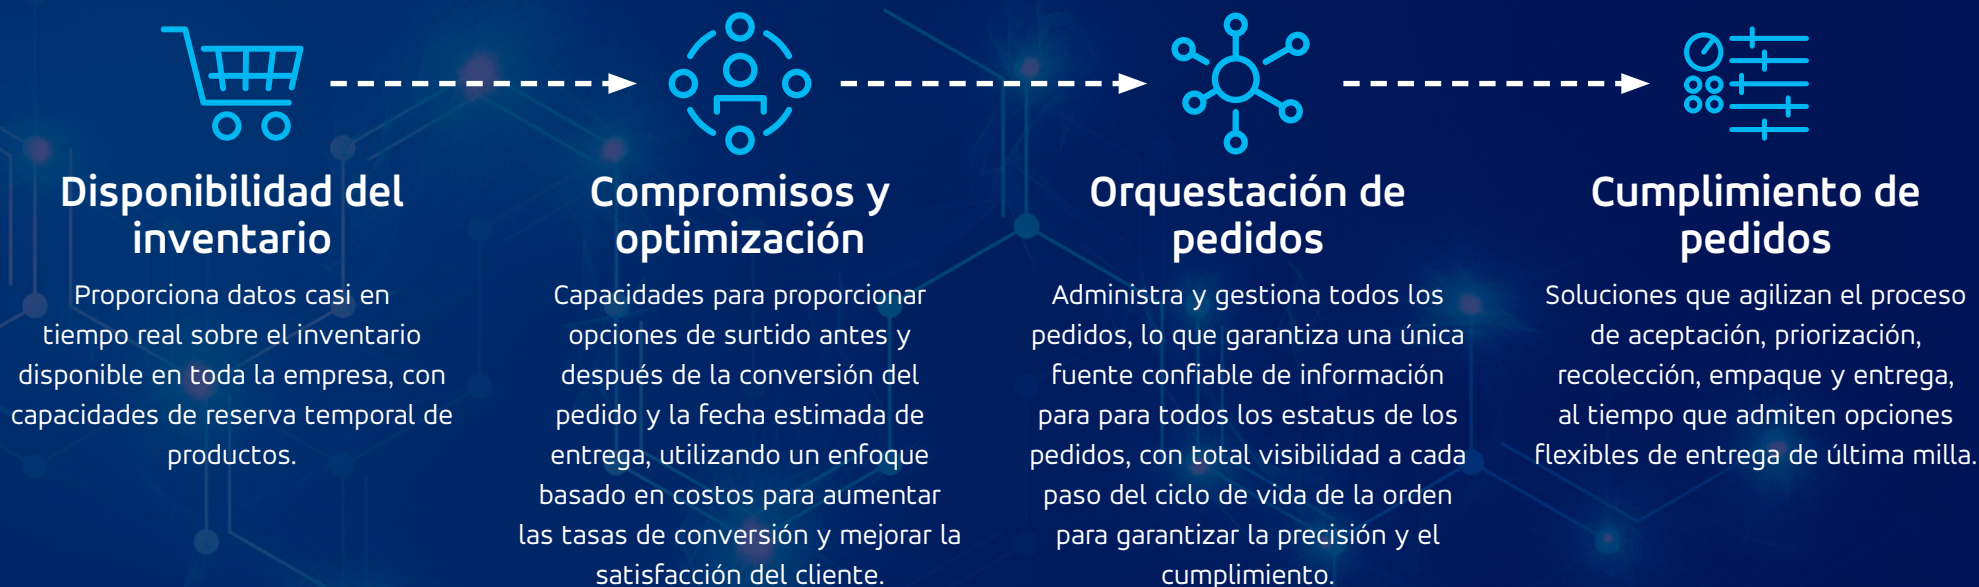 Disponibilidad del
inventario
Proporciona datos casi en
tiempo real sobre el inventario
disponible en toda la empresa, con
capacidades de reserva temporal de
productos.
Compromisos y
optimización
Capacidades para proporcionar
opciones de surtido antes y
después de la conversión del
pedido y la fecha estimada de
entrega, utilizando un enfoque
basado en costos para aumentar
las tasas de conversión y mejorar la
satisfacción del cliente.
Orquestación de
pedidos
Administra y gestiona todos los
pedidos, lo que garantiza una única
fuente confiable de información
para para todos los estatus de los
pedidos, con total visibilidad a cada
paso del ciclo de vida de la orden
para garantizar la precisión y el
cumplimiento.
Cumplimiento de
pedidos
Soluciones que agilizan el proceso
de aceptación, priorización,
recolección, empaque y entrega,
al tiempo que admiten opciones
flexibles de entrega de última milla.